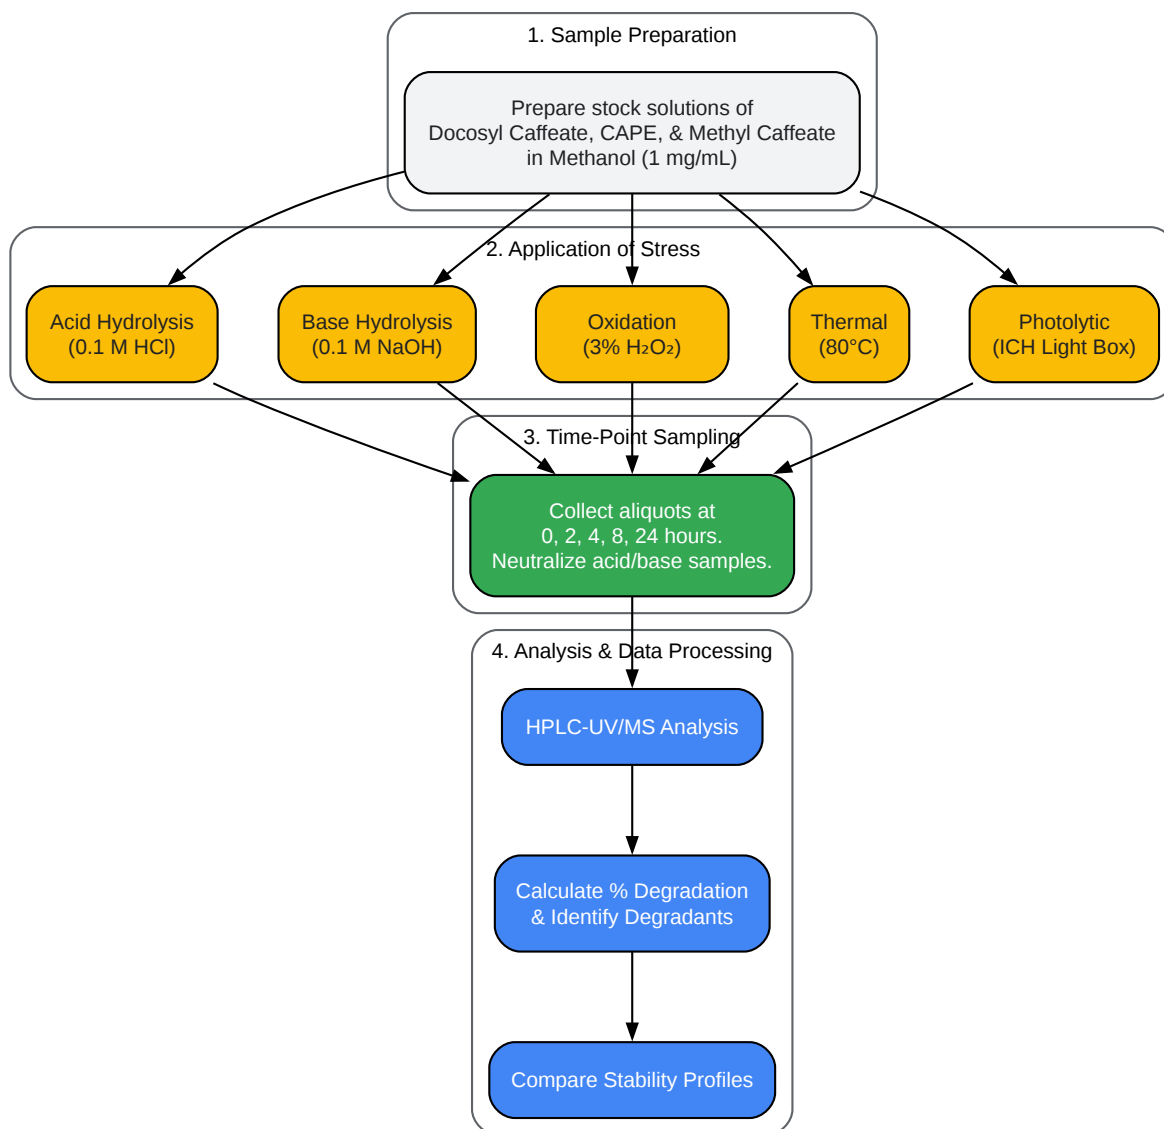 1. Sample Preparation
Prepare stock solutions of
Docosyl Caffeate, CAPE, & Methyl Caffeate
in Methanol (1 mg/mL)
2. Application of Stress
Acid Hydrolysis
(0.1 M HCl)
Base Hydrolysis
(0.1 M NaOH)
Oxidation
(3% H₂O₂)
Thermal
(80°C)
Photolytic
(ICH Light Box)
3. Time-Point Sampling
Collect aliquots at
0, 2, 4, 8, 24 hours.
Neutralize acid/base samples.
4. Analysis & Data Processing
HPLC-UV/MS Analysis
Calculate % Degradation
& Identify Degradants
Compare Stability Profiles